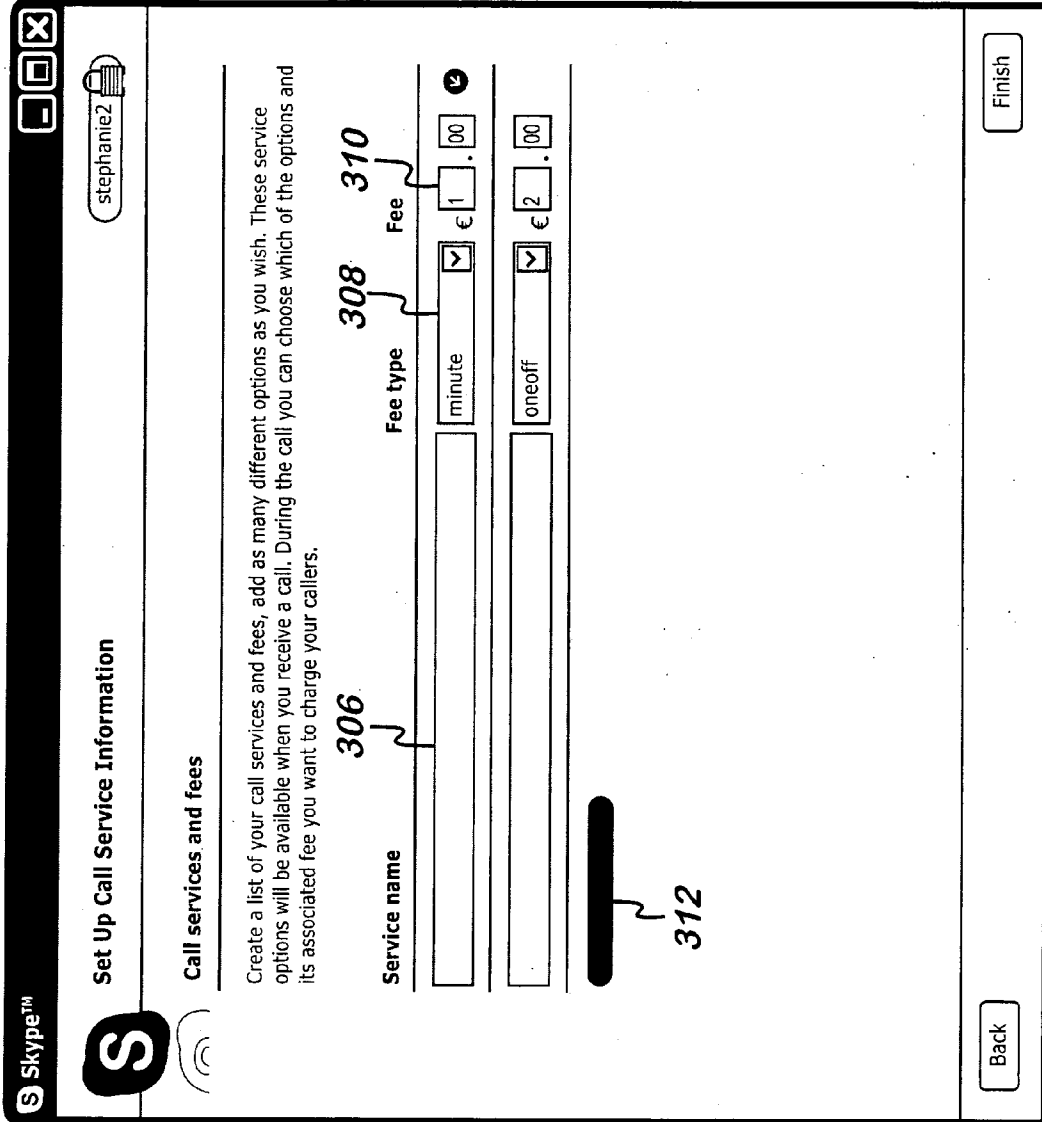 S Skype™
S
Set Up Call Service Information
stephanie2
Call services and fees
Create a list of your call services and fees, add as many different options as you wish. These service
options will be available when you receive a call. During the call you can choose which of the options and
its associated fee you want to charge your callers.
306
308
310
Service name
Fee type
Fee
minute
€ 1 . 00
oneoff
€ 2 . 00
312
Back
Finish